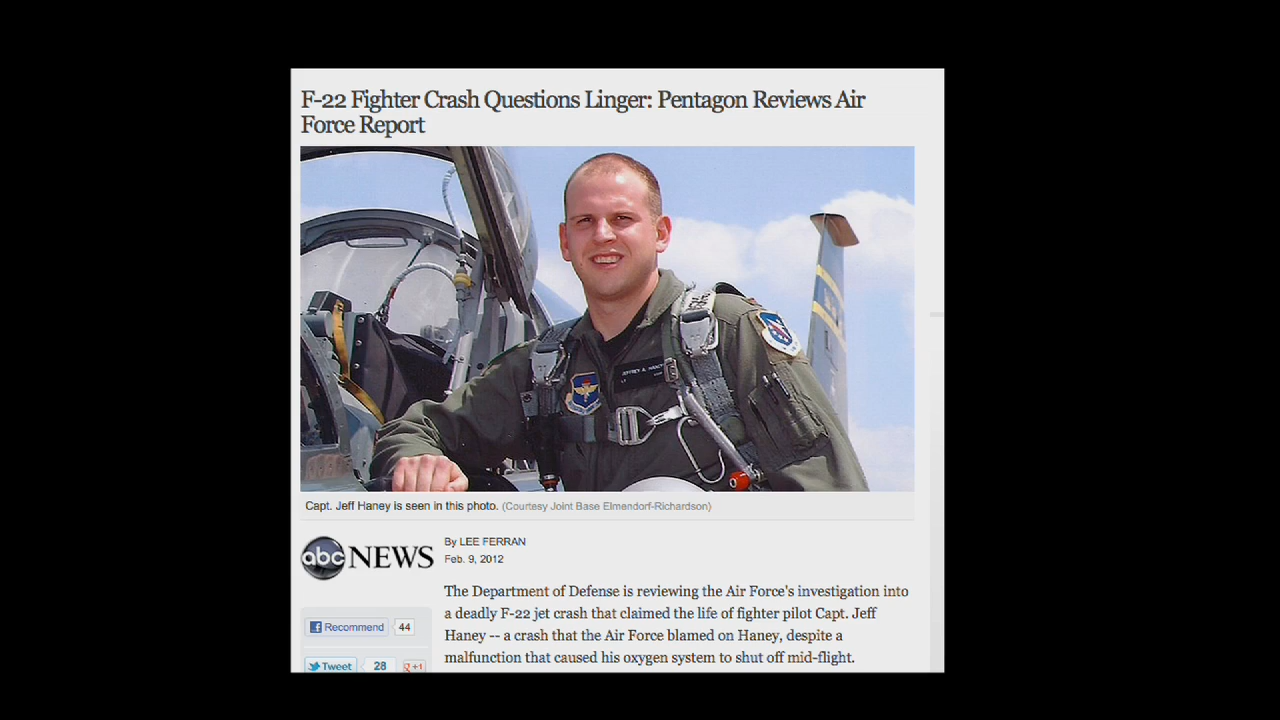 F-22 Fighter Crash Questions Linger: Pentagon Reviews Air
Force Report
JEFFREY A. HANEY
Capt. Jeff Haney is seen in this photo. (Courtesy Joint Base Elmendorf-Richardson)
abc NEWS
By LEE FERRAN
Feb. 9, 2012
The Department of Defense is reviewing the Air Force's investigation into
a deadly F-22 jet crash that claimed the life of fighter pilot Capt. Jeff
Haney -- a crash that the Air Force blamed on Haney, despite a
malfunction that caused his oxygen system to shut off mid-flight.
Recommend 44
Tweet 28 +1